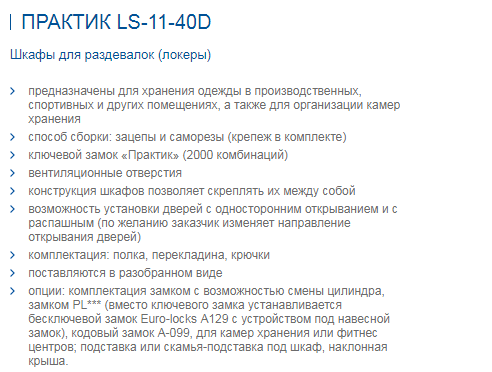 ПРАКТИК LS-11-40D
Шкафы для раздевалок (локеры)
предназначены для хранения одежды в производственных,
спортивных и других помещениях, а также для организации камер
хранения
способ сборки: зацепы и саморезы (крепеж в комплекте)
ключевой замок «Практик» (2000 комбинаций)
вентиляционные отверстия
конструкция шкафов позволяет скреплять их между собой
возможность установки дверей с односторонним открыванием и с
распашным (по желанию заказчик изменяет направление
открывания дверей)
комплектация: полка, перекладина, крючки
поставляются в разобранном виде
опции: комплектация замком с возможностью смены цилиндра,
замком PL*** (вместо ключевого замка устанавливается
бесключевой замок Euro-locks A129 с устройством под навесной
замок), кодовый замок А-099, для камер хранения или фитнес
центров; подставка или скамья-подставка под шкаф, наклонная
крыша.